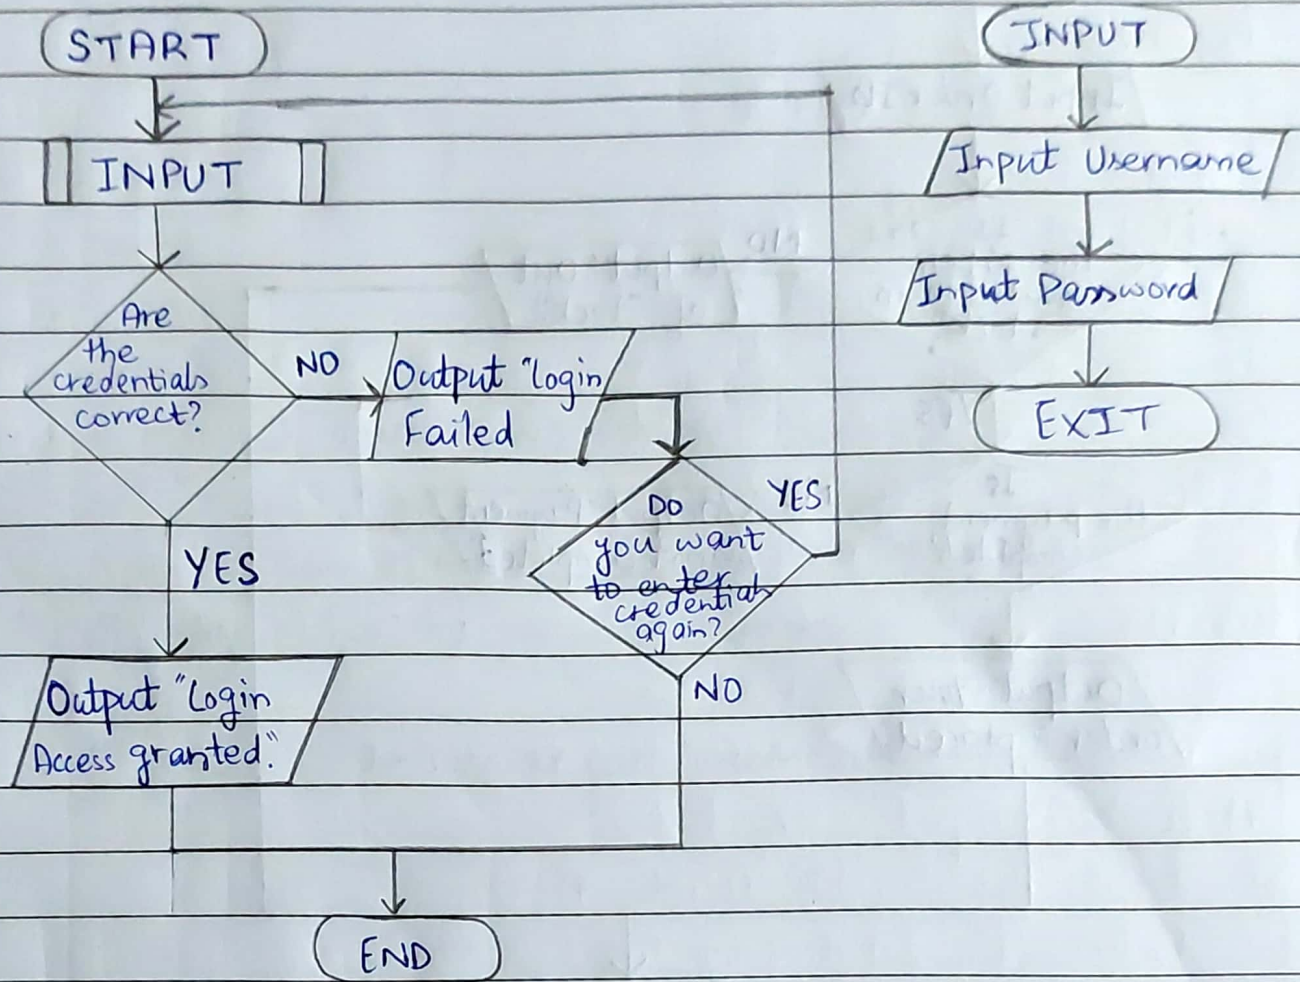 START
INPUT
Are
the
credentials
correct?
NO
Output "login
Failed
Do
you want
to enter
credentials
again?
YES
NO
YES
Output "Login
Access granted."
END
INPUT
Input Username
Input Password
EXIT